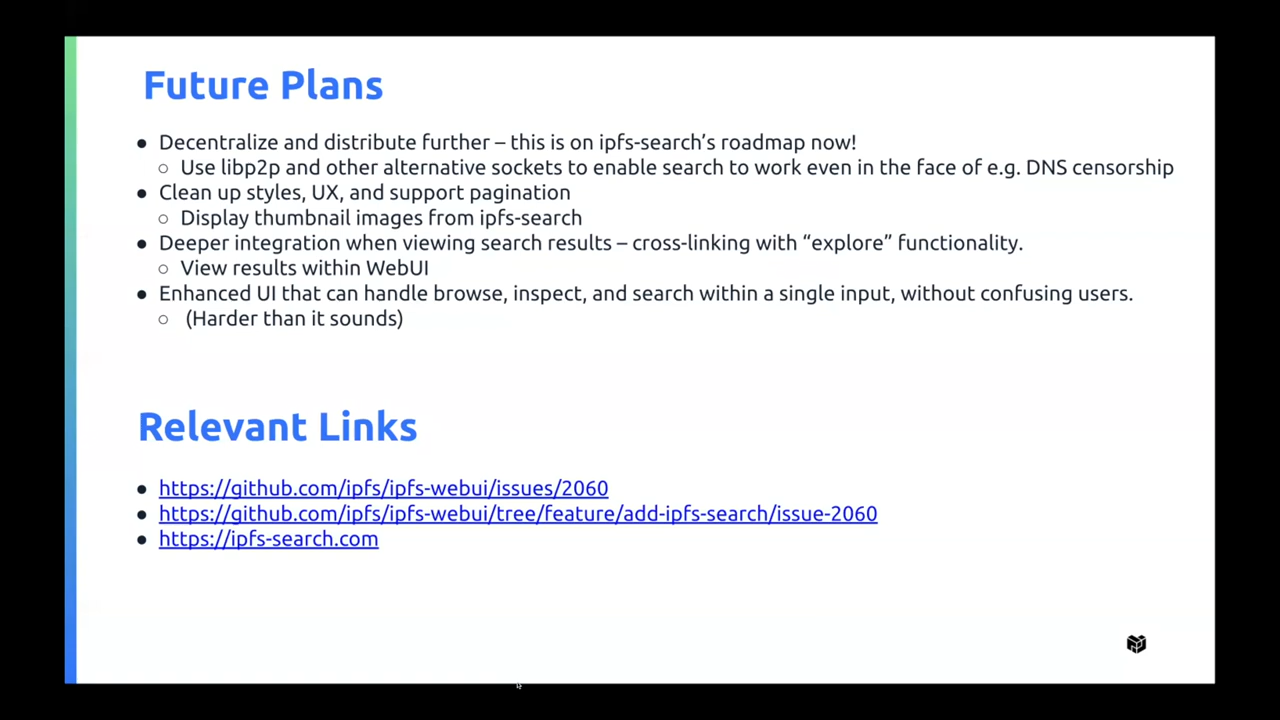 Future Plans
● Decentralize and distribute further – this is on ipfs-search’s roadmap now!
○ Use libp2p and other alternative sockets to enable search to work even in the face of e.g. DNS censorship
● Clean up styles, UX, and support pagination
○ Display thumbnail images from ipfs-search
● Deeper integration when viewing search results – cross-linking with “explore” functionality.
○ View results within WebUI
● Enhanced UI that can handle browse, inspect, and search within a single input, without confusing users.
○ (Harder than it sounds)
Relevant Links
● https://github.com/ipfs/ipfs-webui/issues/2060
● https://github.com/ipfs/ipfs-webui/tree/feature/add-ipfs-search/issue-2060
● https://ipfs-search.com